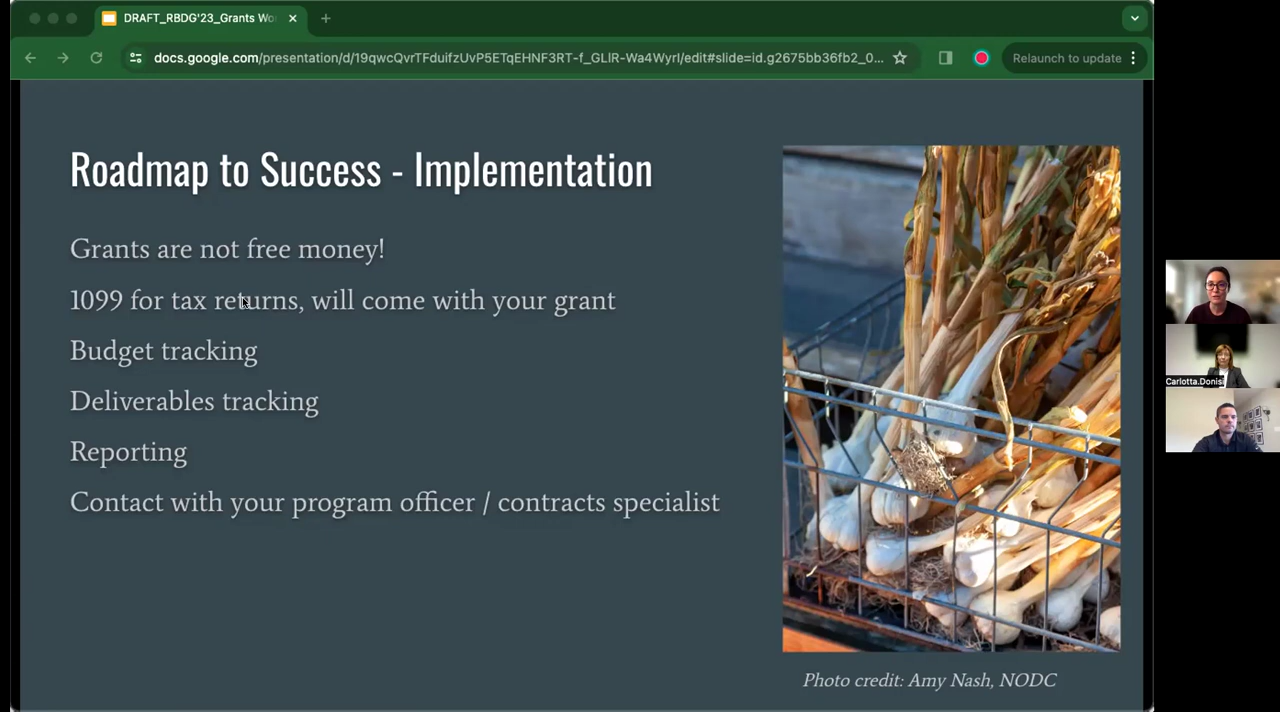 DRAFT_RBDG'23_Grants Wo
docs.google.com/presentation/d/19qwcQvrTFduifzUvP5ETqEHNF3RT-f_GLlR-Wa4WyrI/edit#slide=id.g2675bb36fb2_0...
Relaunch to update
Roadmap to Success - Implementation
Grants are not free money!
1099 for tax returns, will come with your grant
Budget tracking
Deliverables tracking
Reporting
Contact with your program officer / contracts specialist
Photo credit: Amy Nash, NODC
Carlotta.Donisi